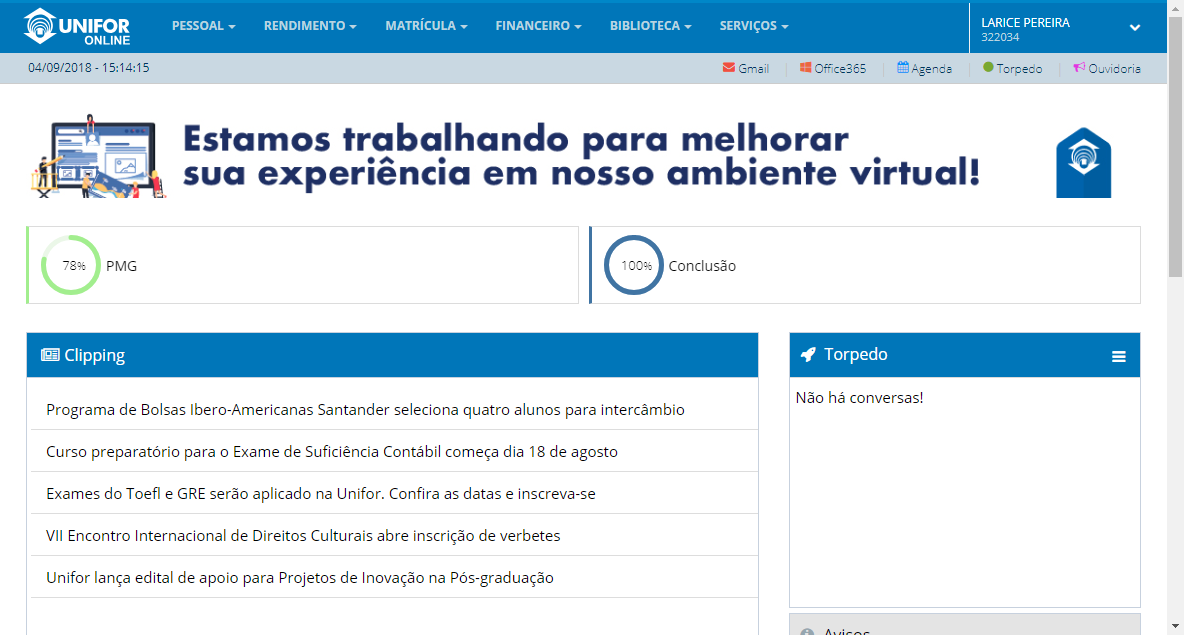 UNIFOR ONLINE
PESSOAL RENDIMENTO MATRÍCULA FINANCEIRO BIBLIOTECA SERVIÇOS
LARICE PEREIRA
322034
04/09/2018 - 15:14:15
Gmail Office365 Agenda Torpedo Ouvidoria
Estamos trabalhando para melhorar
sua experiência em nosso ambiente virtual!
78% PMG
100% Conclusão
Clipping
Programa de Bolsas Ibero-Americanas Santander seleciona quatro alunos para intercâmbio
Curso preparatório para o Exame de Suficiência Contábil começa dia 18 de agosto
Exames do Toefl e GRE serão aplicado na Unifor. Confira as datas e inscreva-se
VII Encontro Internacional de Direitos Culturais abre inscrição de verbetes
Unifor lança edital de apoio para Projetos de Inovação na Pós-graduação
Torpedo
Não há conversas!
Avisos